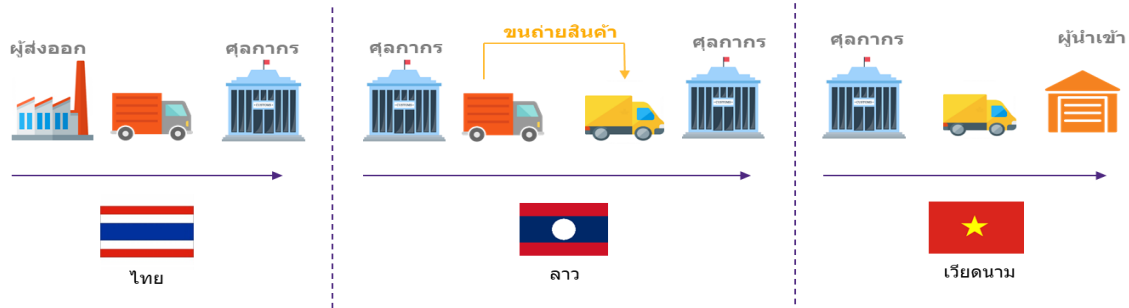 ผู้ส่งออก
ศุลกากร
ศุลกากร
ขนถ่ายสินค้า
ศุลกากร
ศุลกากร
ผู้นำเข้า
ไทย
ลาว
เวียดนาม